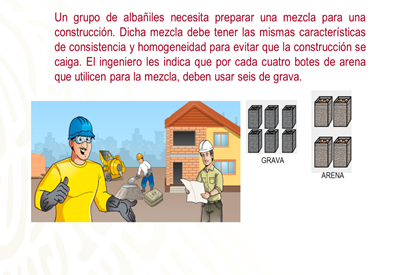 Un grupo de albañiles necesita preparar una mezcla para una
construcción. Dicha mezcla debe tener las mismas características
de consistencia y homogeneidad para evitar que la construcción se
caiga. El ingeniero les indica que por cada cuatro botes de arena
que utilicen para la mezcla, deben usar seis de grava.
GRAVA
ARENA